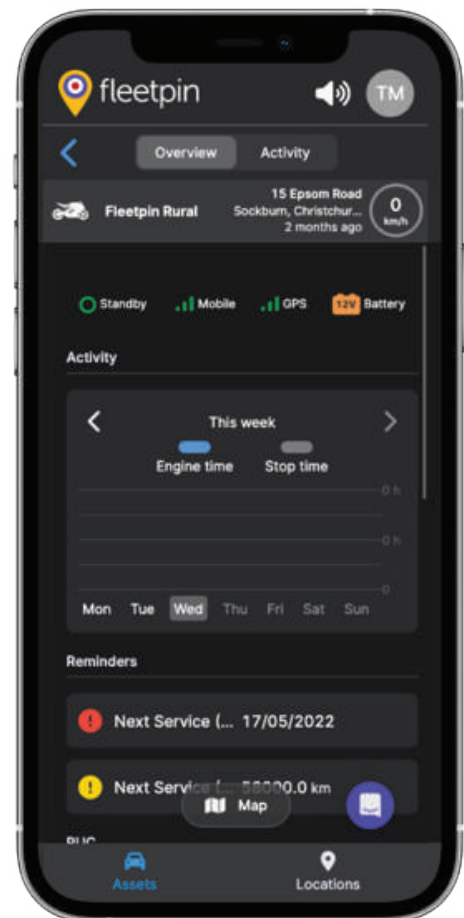 fleetpin
TM
Overview Activity
15 Epsom Road
Fleetpin Rural Sockburn, Christchur... 0
2 months ago km/h
Standby Mobile GPS 12V Battery
Activity
This week
Engine time Stop time
0 h
0 h
0
Mon Tue Wed Thu Fri Sat Sun
Reminders
! Next Service (... 17/05/2022
! Next Service (... 58000.0 km
Map
RUC
Assets Locations